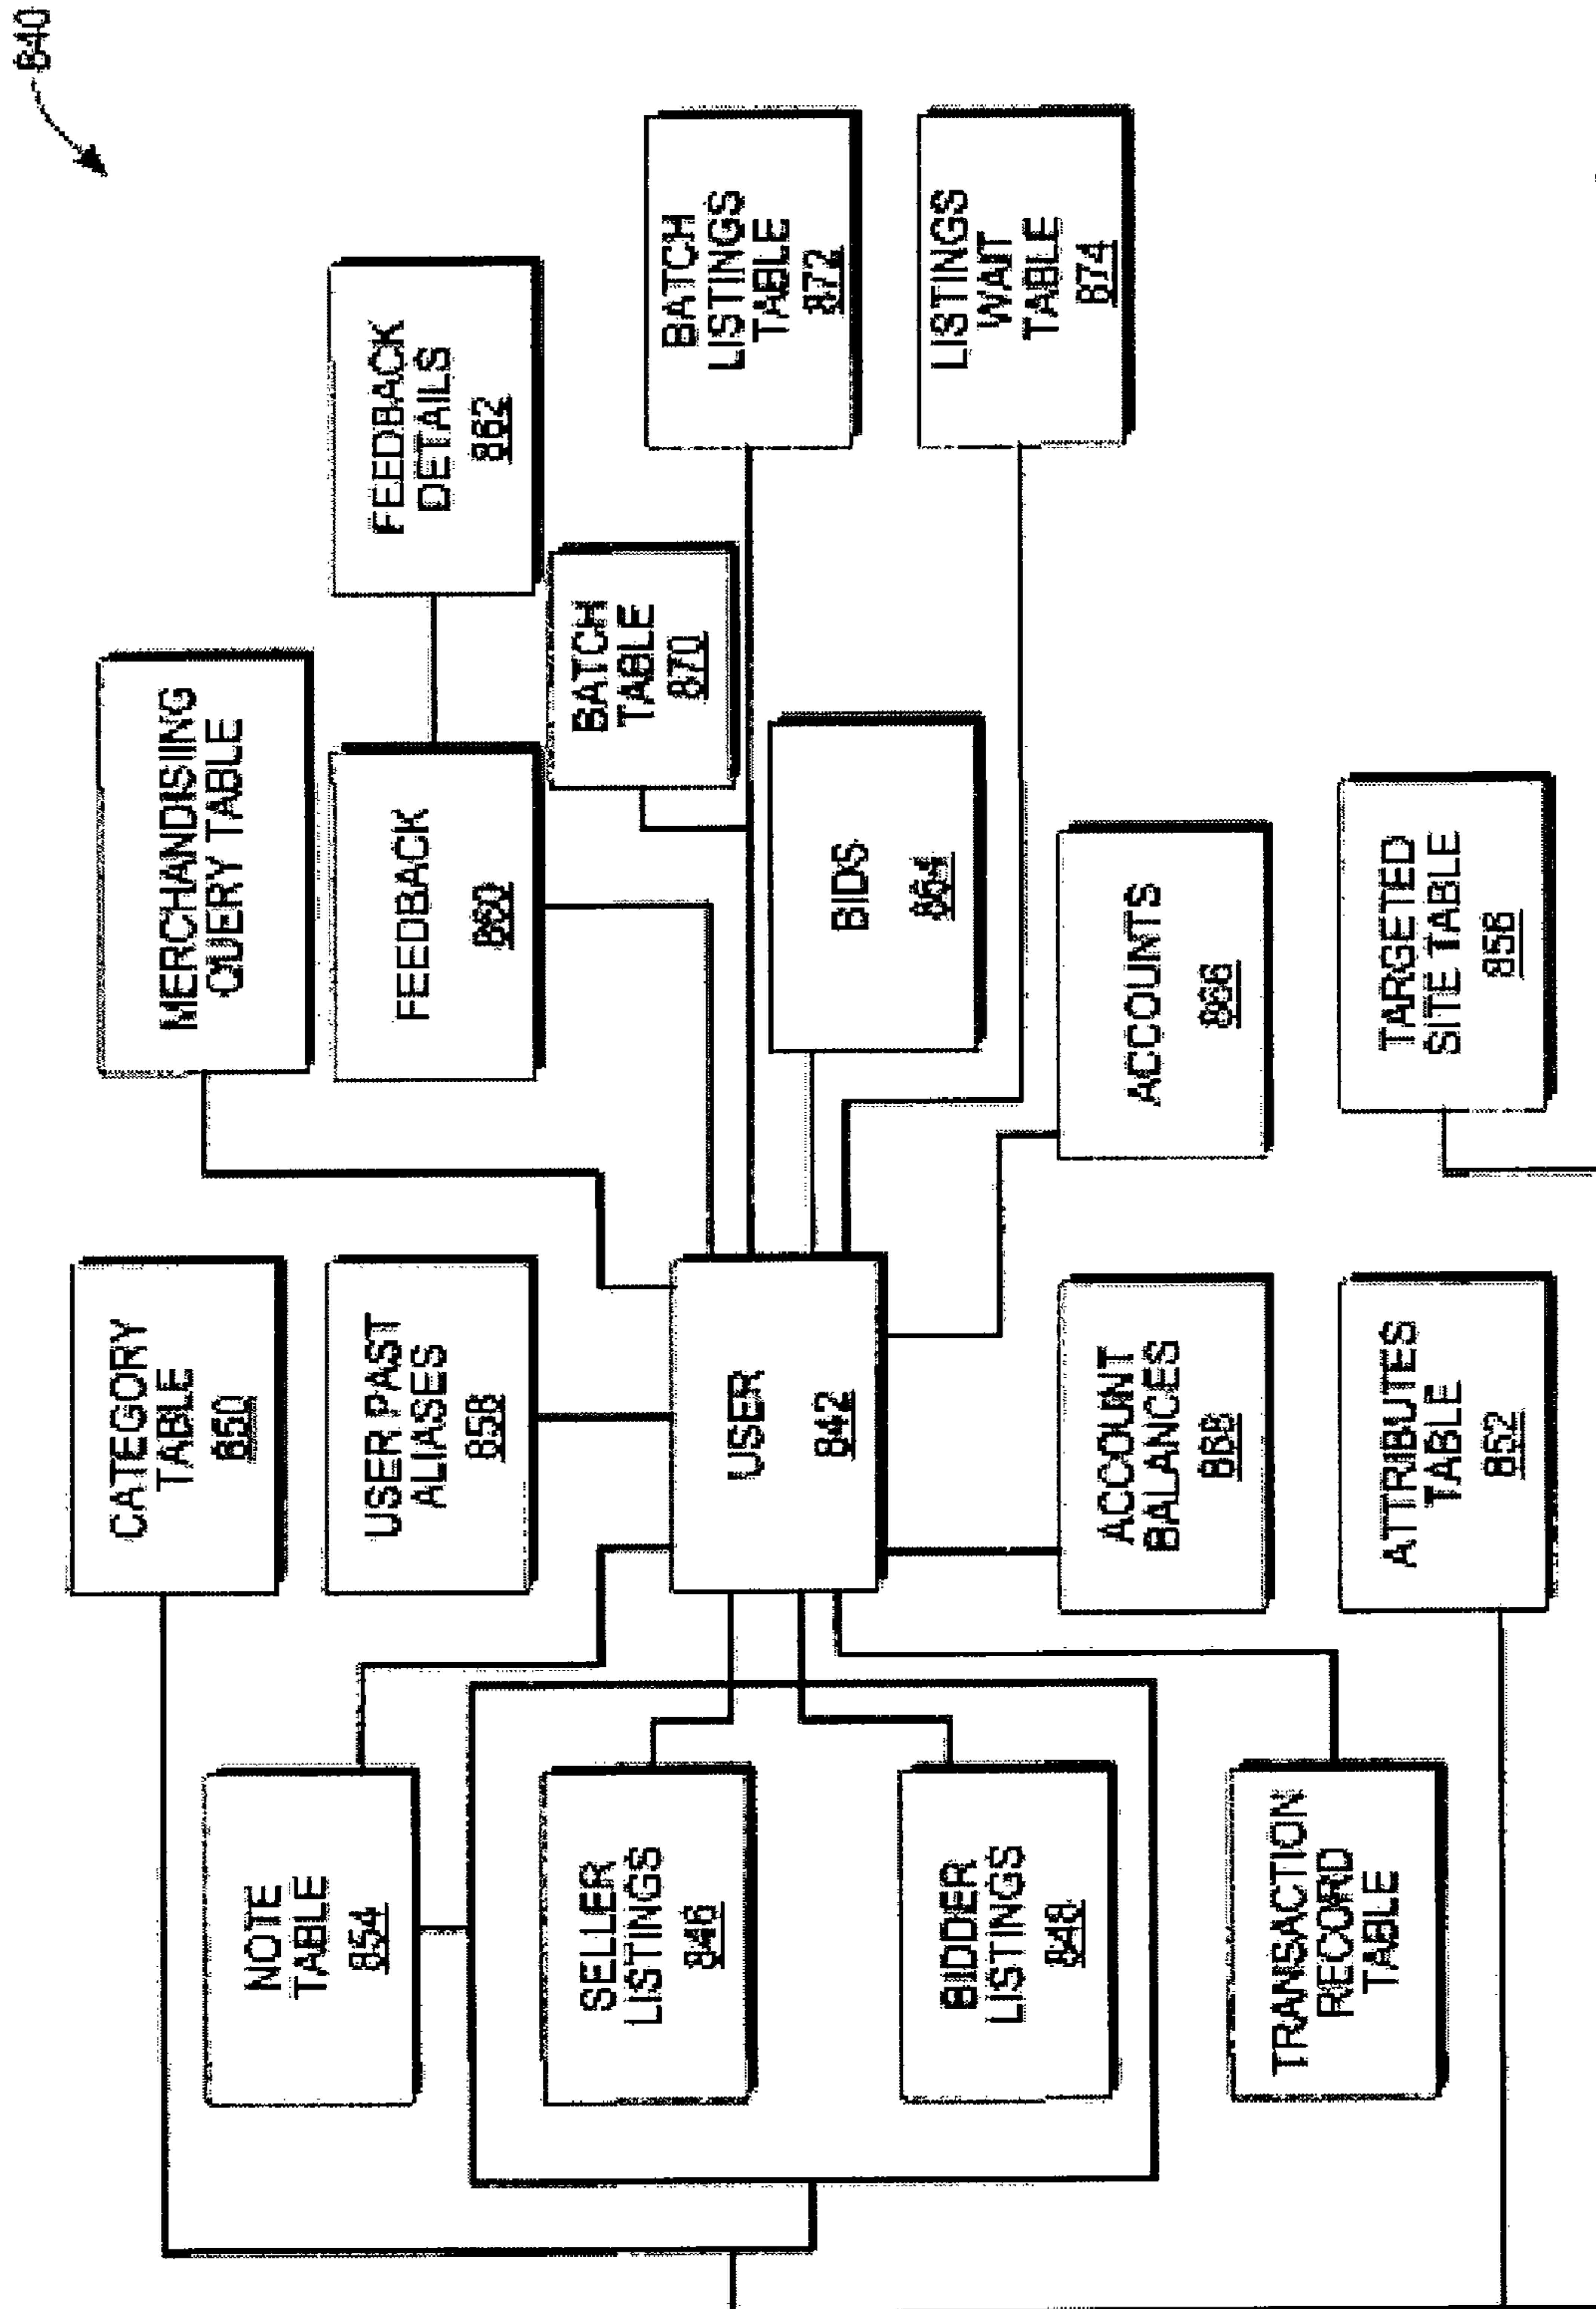 840
CATEGORY
TABLE
850
MERCHANDISIING
QUERY TABLE
NOTE
TABLE
854
USER PAST
ALIASES
858
FEEDBACK
860
FEEDBACK
DETAILS
862
SELLER
LISTINGS
846
BATCH
TABLE
870
USER
842
BATCH
LISTINGS
TABLE
872
BIDS
864
BIDDER
LISTINGS
848
LISTINGS
WAIT
TABLE
874
ACCOUNT
BALANCES
868
ACCOUNTS
866
TRANSACTION
RECORD
TABLE
ATTRIBUTES
TABLE
852
TARGETED
SITE TABLE
856